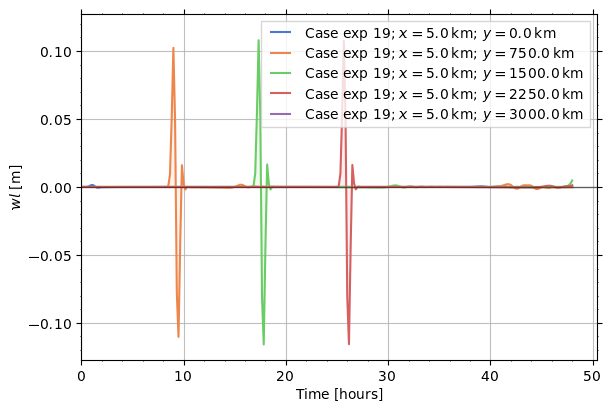 Case exp 19; x = 5.0 km; y = 0.0 km
Case exp 19; x = 5.0 km; y = 750.0 km
Case exp 19; x = 5.0 km; y = 1500.0 km
Case exp 19; x = 5.0 km; y = 2250.0 km
Case exp 19; x = 5.0 km; y = 3000.0 km
0.10
0.05
0.00
−0.05
−0.10
wl [m]
0 10 20 30 40 50
Time [hours]